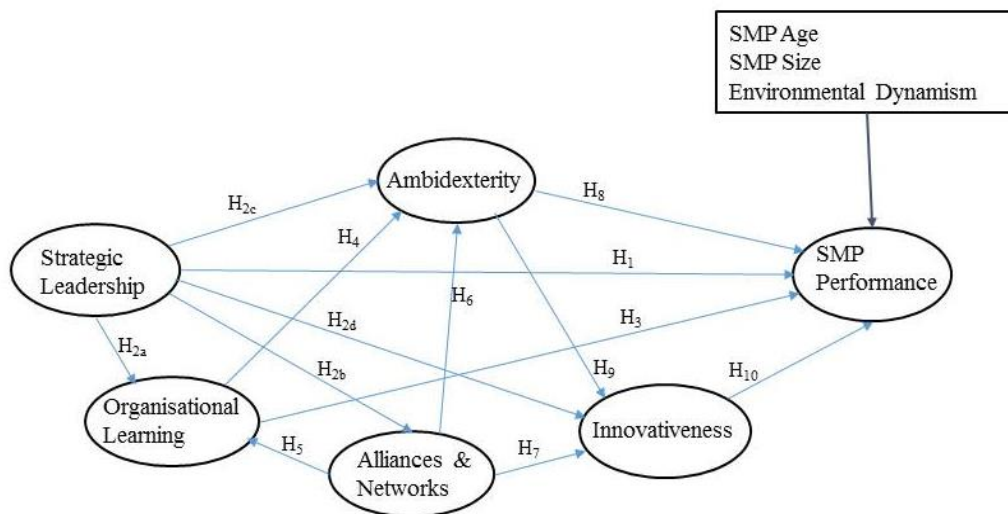 SMP Age
SMP Size
Environmental Dynamism
Ambidexterity
H2c
H8
H4
Strategic
Leadership
H1
SMP
Performance
H6
H2d
H3
H2a
H2b
H9
H10
Organisational
Learning
Innovativeness
H5
H7
Alliances &
Networks